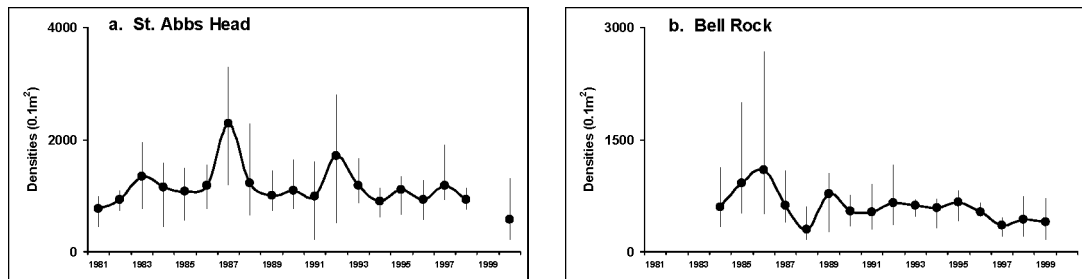 a. St. Abbs Head
4000
2000
0
Densities (0.1m²)
1981 1983 1985 1987 1989 1991 1993 1995 1997 1999
b. Bell Rock
3000
1500
0
Densities (0.1m²)
1981 1983 1985 1987 1989 1991 1993 1995 1997 1999